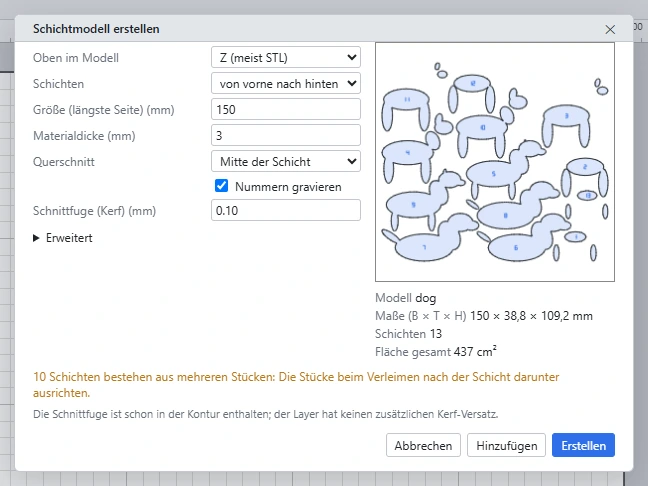 Schichtmodell erstellen
Oben im Modell
Z (meist STL)
Schichten
von vorne nach hinten
Größe (längste Seite) (mm)
150
Materialdicke (mm)
3
Querschnitt
Mitte der Schicht
Nummern gravieren
Schnittfuge (Kerf) (mm)
0.10
Erweitert
Modell dog
Maße (B × T × H) 150 × 38,8 × 109,2 mm
Schichten 13
Fläche gesamt 437 cm²
10 Schichten bestehen aus mehreren Stücken: Die Stücke beim Verleimen nach der Schicht darunter
ausrichten.
Die Schnittfuge ist schon in der Kontur enthalten; der Layer hat keinen zusätzlichen Kerf-Versatz.
Abbrechen
Hinzufügen
Erstellen